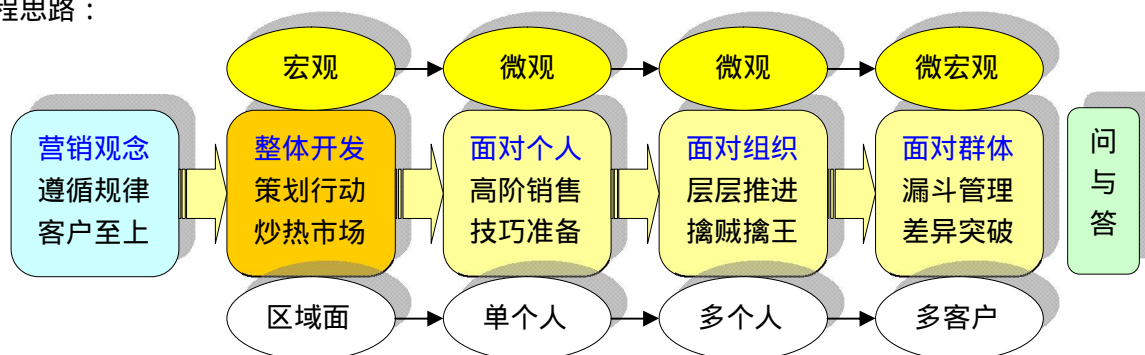 程思路：
宏观
微观
微观
微宏观
营销观念
遵循规律
客户至上
整体开发
策划行动
炒热市场
面对个人
高阶销售
技巧准备
面对组织
层层推进
擒贼擒王
面对群体
漏斗管理
差异突破
问
与
答
区域面
单个人
多个人
多客户